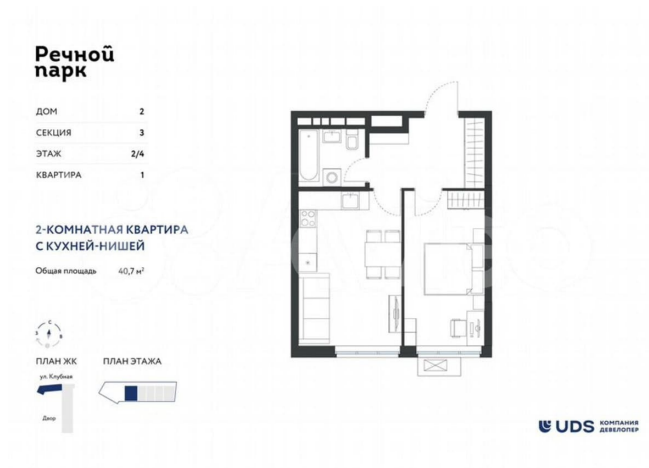 Речной
парк
ДОМ 2
СЕКЦИЯ 3
ЭТАЖ 2/4
КВАРТИРА 1
2-КОМНАТНАЯ КВАРТИРА
С КУХНЕЙ-НИШЕЙ
Общая площадь 40,7 м²
С
В
Ю
З
ПЛАН ЖК ПЛАН ЭТАЖА
ул. Клубная
Двор
UDS КОМПАНИЯ
ДЕВЕЛОПЕР
Avito